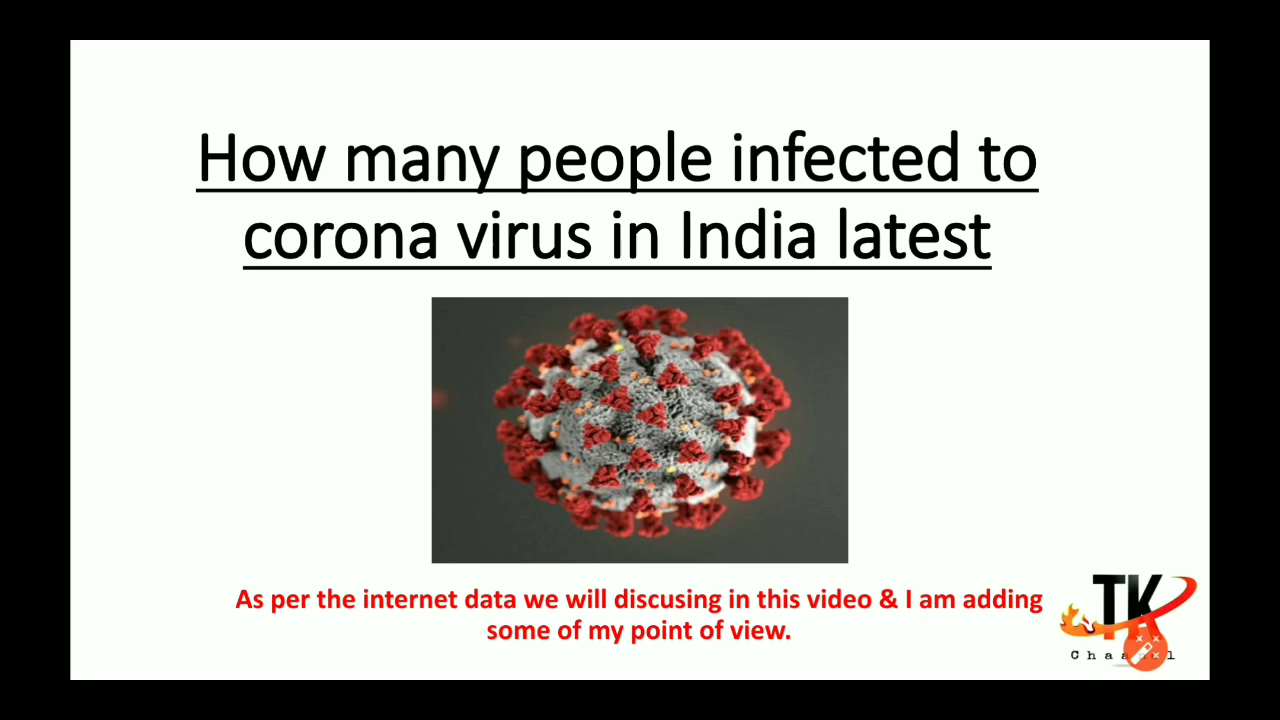 How many people infected to
corona virus in India latest
As per the internet data we will discusing in this video & I am adding
some of my point of view.
TK